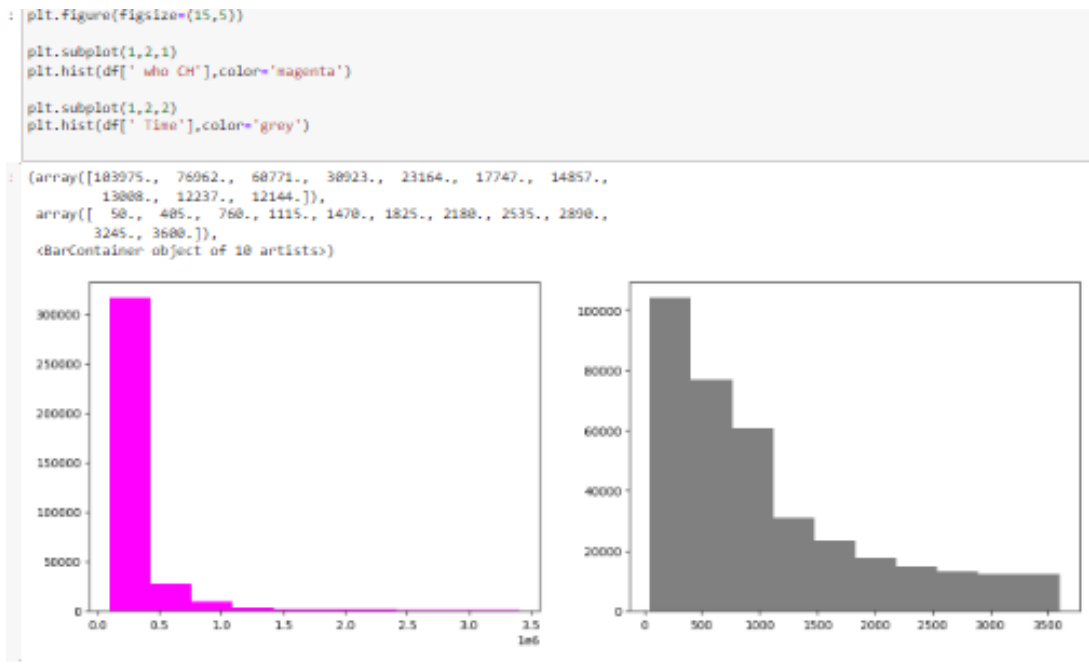 : plt.figure(figsize=(15,5))
plt.subplot(1,2,1)
plt.hist(df[' who CH'],color='magenta')
plt.subplot(1,2,2)
plt.hist(df[' Time'],color='grey')
: (array([103975., 76962., 60771., 30923., 23164., 17747., 14857.,
13008., 12237., 12144.]),
array([ 50., 405., 760., 1115., 1470., 1825., 2180., 2535., 2890.,
3245., 3600.]),
<BarContainer object of 10 artists>)
300000
250000
200000
150000
100000
50000
0
0.0 0.5 1.0 1.5 2.0 2.5 3.0 3.5
1e6
100000
80000
60000
40000
20000
0
0 500 1000 1500 2000 2500 3000 3500